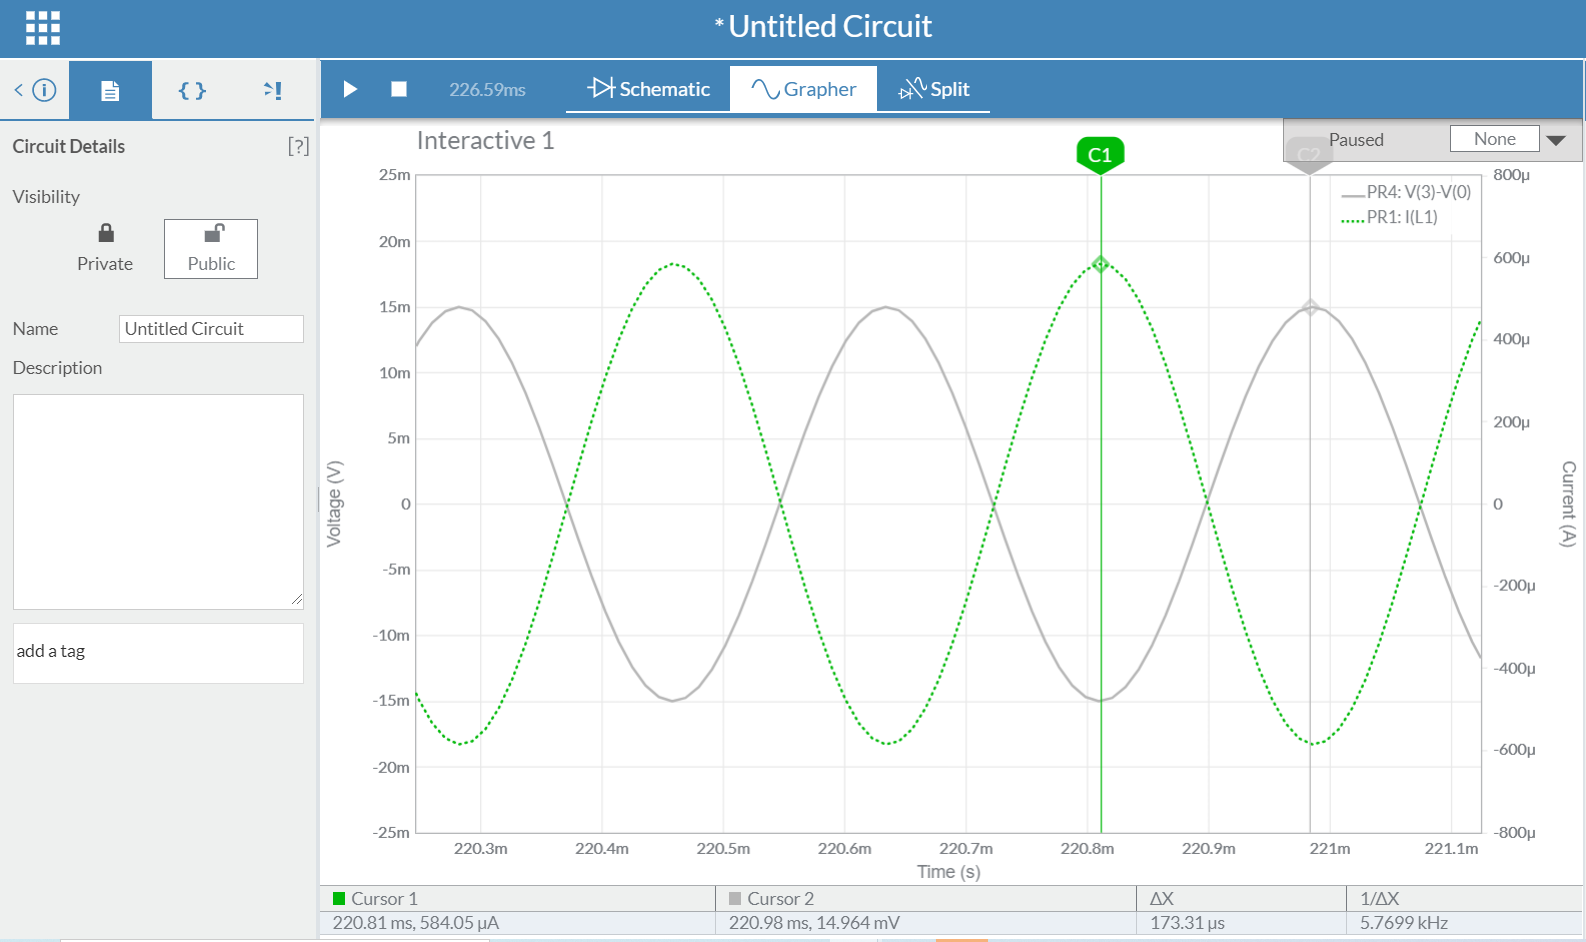 *Untitled Circuit
226.59ms
Schematic
Grapher
Split
Circuit Details
[?]
Visibility
Private
Public
Name
Untitled Circuit
Description
add a tag
Interactive 1
C1
C2
Paused
None
PR4: V(3)-V(0)
PR1: I(L1)
25m
20m
15m
10m
5m
0
-5m
-10m
-15m
-20m
-25m
Voltage (V)
800µ
600µ
400µ
200µ
0
-200µ
-400µ
-600µ
-800µ
Current (A)
220.3m 220.4m 220.5m 220.6m 220.7m 220.8m 220.9m 221m 221.1m
Time (s)
Cursor 1 Cursor 2 ΔX 1/ΔX
220.81 ms, 584.05 µA 220.98 ms, 14.964 mV 173.31 µs 5.7699 kHz